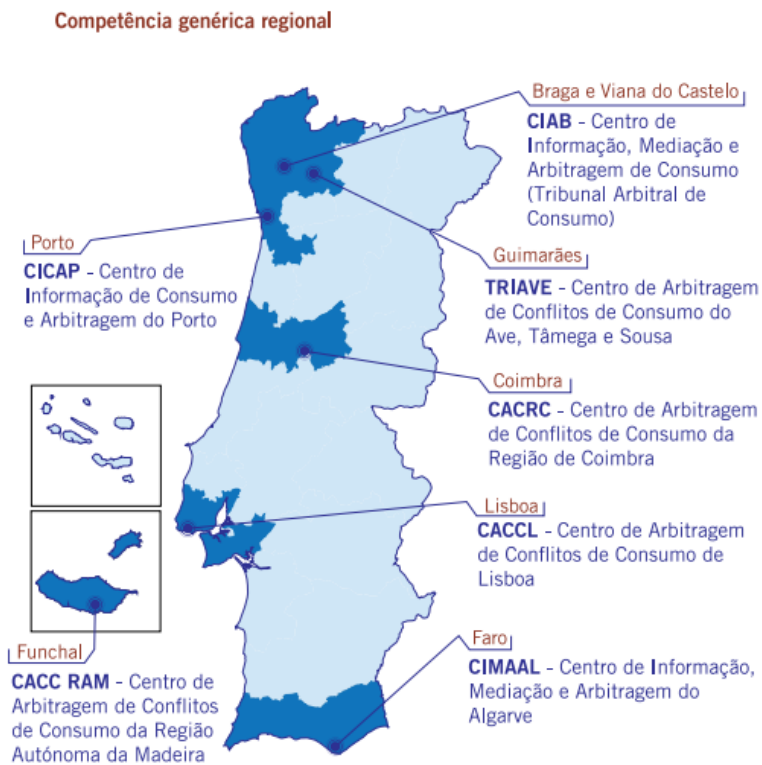 Competência genérica regional
Braga e Viana do Castelo
CIAB - Centro de
Informação, Mediação e
Arbitragem de Consumo
(Tribunal Arbitral de
Consumo)
Porto
CICAP - Centro de
Informação de Consumo
e Arbitragem do Porto
Guimarães
TRIAVE - Centro de Arbitragem
de Conflitos de Consumo do
Ave, Tâmega e Sousa
Coimbra
CACRC - Centro de Arbitragem
de Conflitos de Consumo da
Região de Coimbra
Lisboa
CACCL - Centro de Arbitragem
de Conflitos de Consumo de
Lisboa
Funchal
CACC RAM - Centro de
Arbitragem de Conflitos
de Consumo da Região
Autónoma da Madeira
Faro
CIMAAL - Centro de Informação,
Mediação e Arbitragem do
Algarve